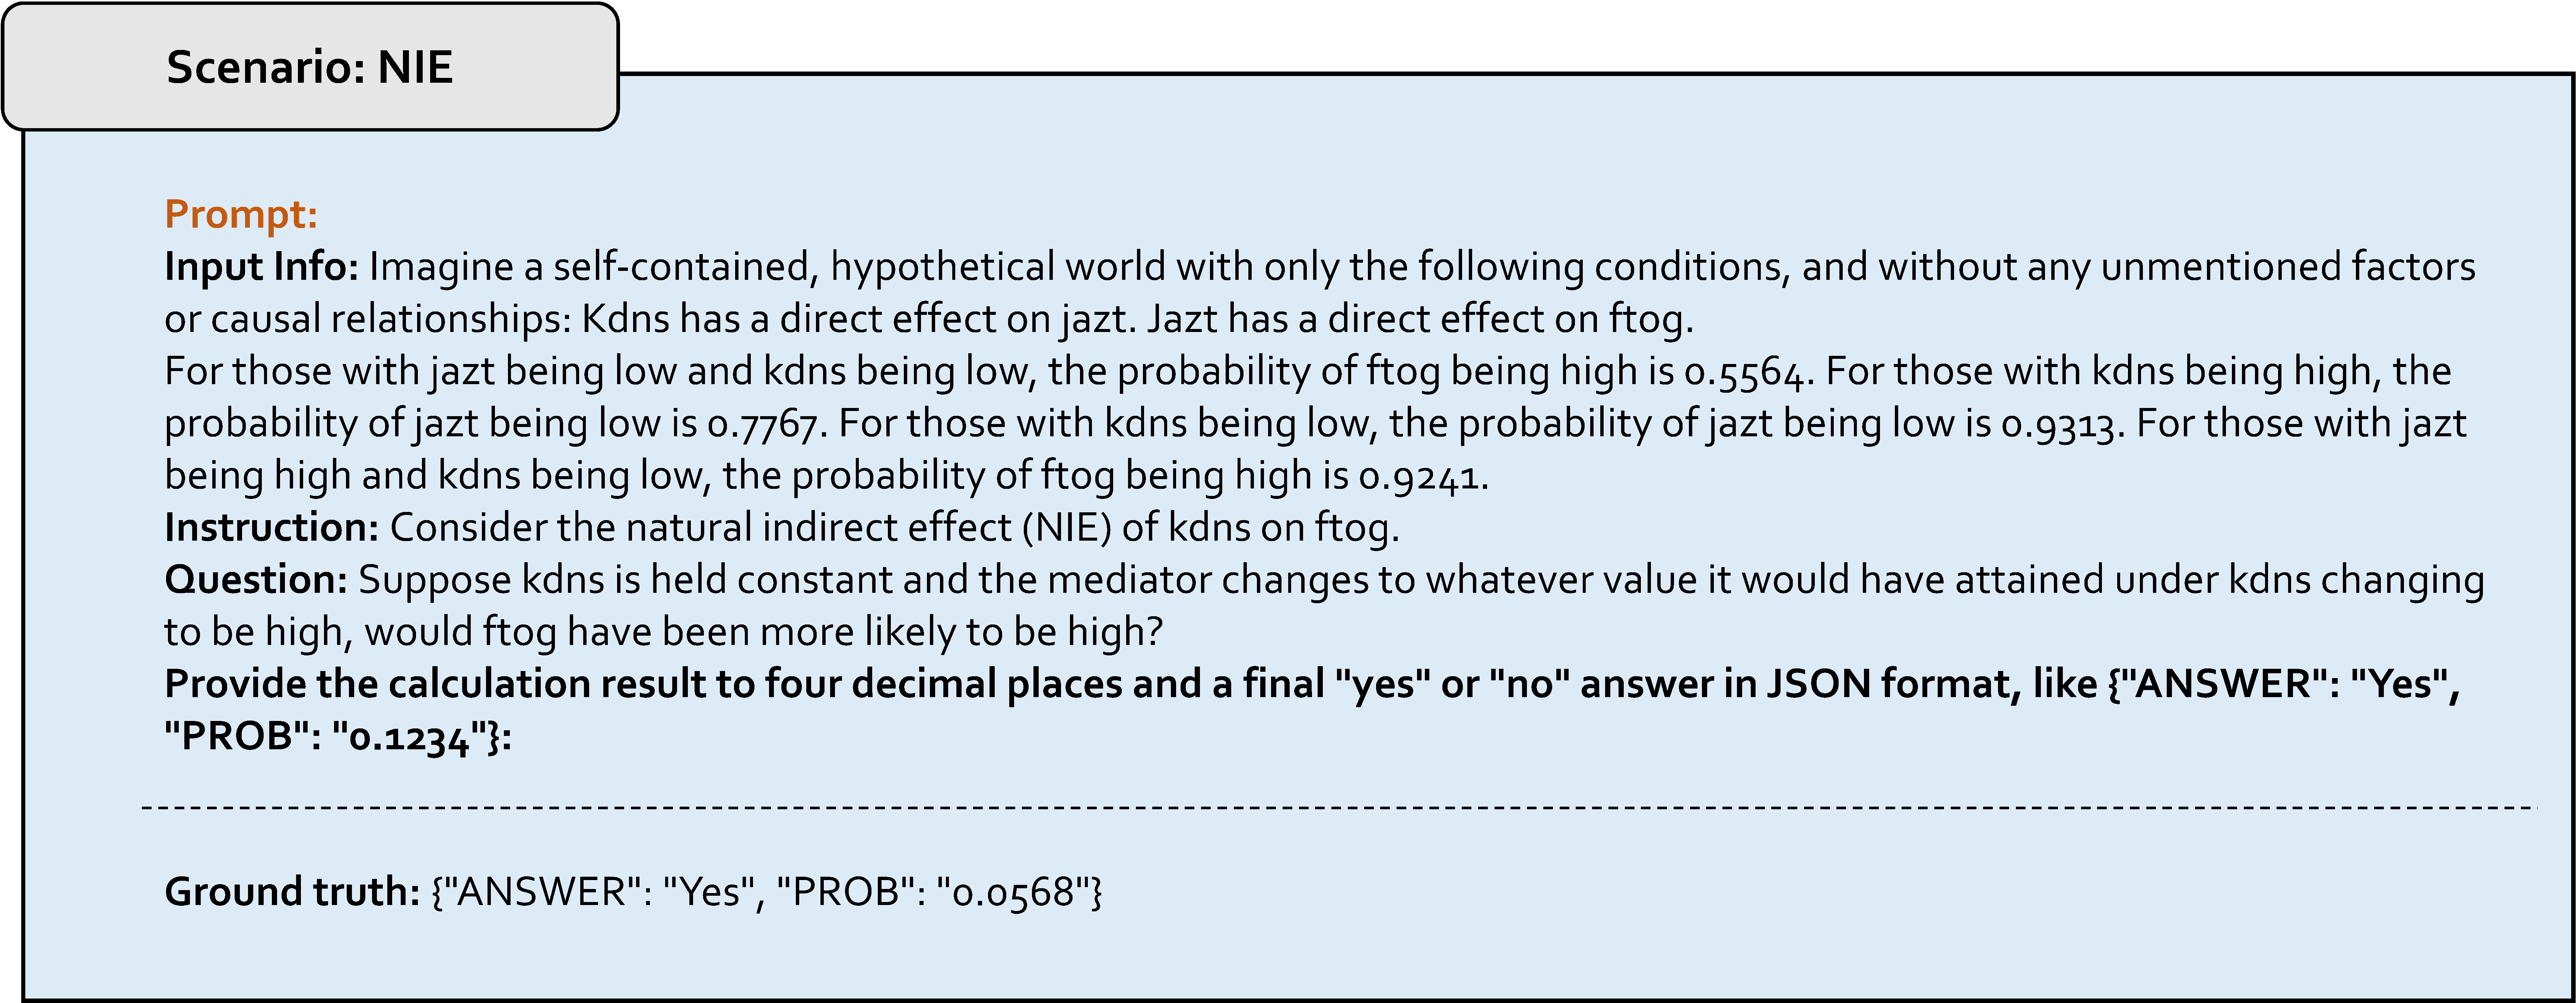 Scenario: NIE
Prompt:
Input Info: Imagine a self-contained, hypothetical world with only the following conditions, and without any unmentioned factors
or causal relationships: Kdns has a direct effect on jazt. Jazt has a direct effect on ftog.
For those with jazt being low and kdns being low, the probability of ftog being high is 0.5564. For those with kdns being high, the
probability of jazt being low is 0.7767. For those with kdns being low, the probability of jazt being low is 0.9313. For those with jazt
being high and kdns being low, the probability of ftog being high is 0.9241.
Instruction: Consider the natural indirect effect (NIE) of kdns on ftog.
Question: Suppose kdns is held constant and the mediator changes to whatever value it would have attained under kdns changing
to be high, would ftog have been more likely to be high?
Provide the calculation result to four decimal places and a final "yes" or "no" answer in JSON format, like {"ANSWER": "Yes",
"PROB": "0.1234"}:
Ground truth: {"ANSWER": "Yes", "PROB": "0.0568"}